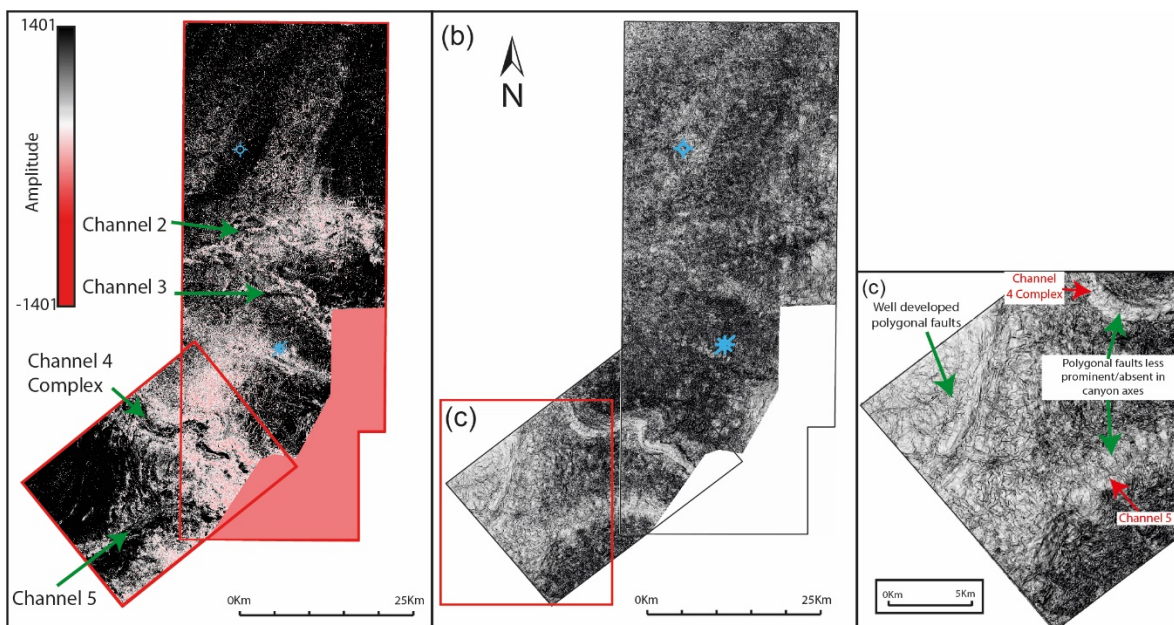 1401
Amplitude
-1401
Channel 2
Channel 3
Channel 4
Complex
Channel 5
0Km
25Km
(b)
N
(c)
0Km
25Km
(c)
Channel
4 Complex
Well developed
polygonal faults
Polygonal faults less
prominent/absent in
canyon axes
Channel 5
0Km
5Km